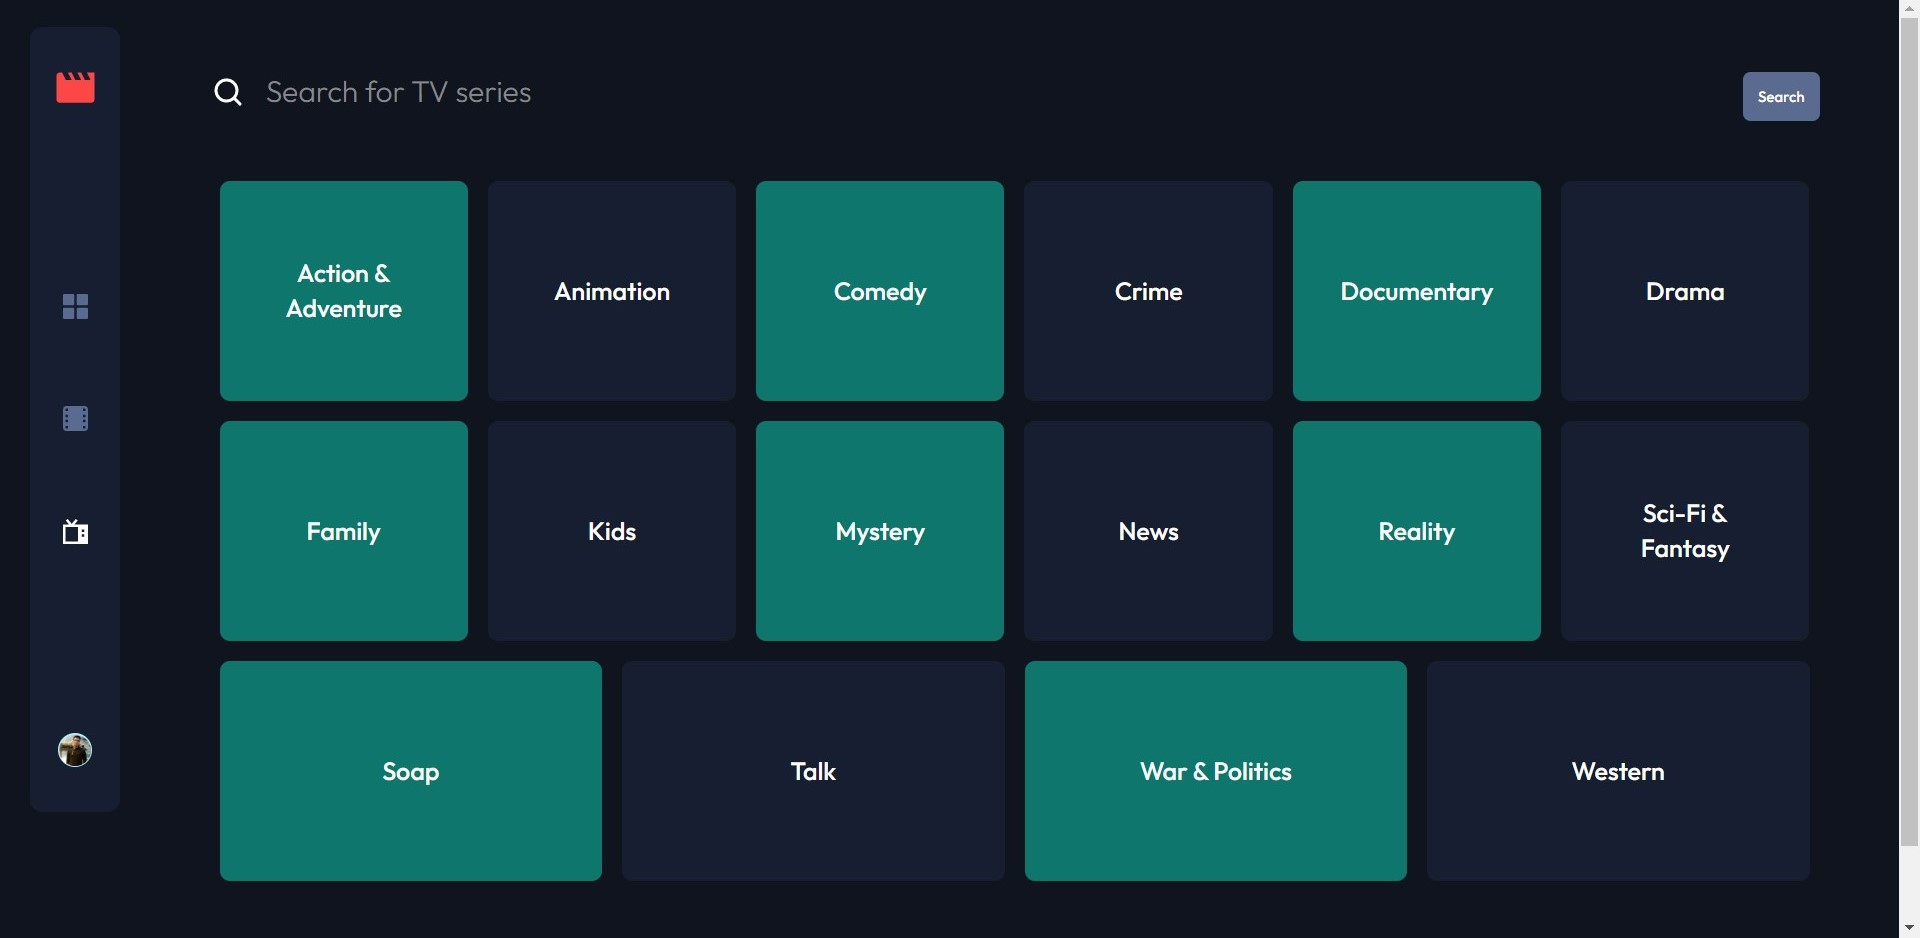 Search for TV series
Search
Action &
Adventure
Animation
Comedy
Crime
Documentary
Drama
Family
Kids
Mystery
News
Reality
Sci-Fi &
Fantasy
Soap
Talk
War & Politics
Western